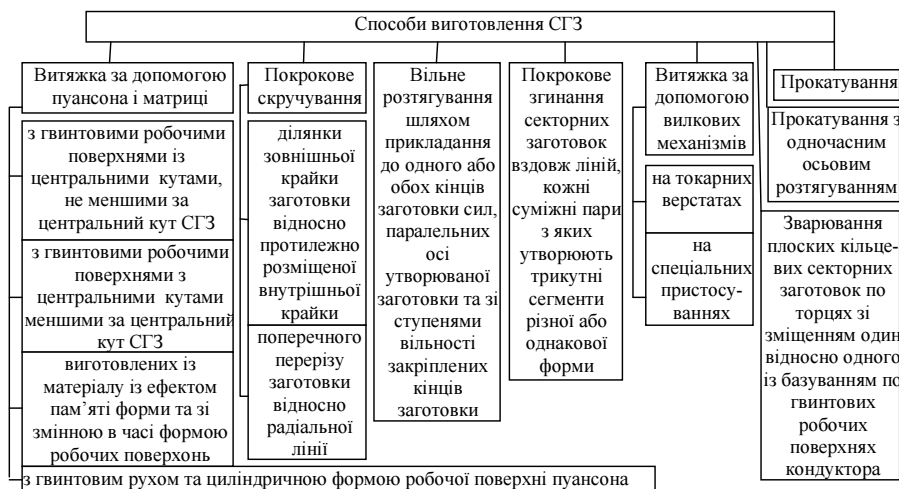 Способи виготовлення СГЗ
Витяжка за допомогою
пуансона і матриці
з гвинтовими робочими
поверхнями із
центральними кутами,
не меншими за
центральний кут СГЗ
з гвинтовими робочими
поверхнями з
центральними кутами
меншими за центральний
кут СГЗ
виготовлених із
матеріалу із ефектом
пам’яті форми та зі
змінною в часі формою
робочих поверхонь
з гвинтовим рухом та циліндричною формою робочої поверхні пуансона
Покрокове
скручування
ділянки
зовнішньої
крайки
заготовки
відносно
протилежно
розміщеної
внутрішньої
крайки
поперечного
перерізу
заготовки
відносно
радіальної
лінії
Вільне
розтягування
шляхом
прикладання
до одного або
обох кінців
заготовки сил,
паралельних
осі
утворюваної
заготовки та зі
ступенями
вільності
закріплених
кінців
заготовки
Покрокове
згинання
секторних
заготовок
вздовж ліній,
кожні
суміжні пари
з яких
утворюють
трикутні
сегменти
різної або
однакової
форми
Витяжка за
допомогою
вилкових
механізмів
на токарних
верстатах
на
спеціальних
пристосу-
ваннях
Прокатування
Прокатування з
одночасним
осьовим
розтягуванням
Зварювання
плоских кільце-
вих секторних
заготовок по
торцях зі
зміщенням один
відносно одного
із базуванням по
гвинтових
робочих
поверхнях
кондуктора